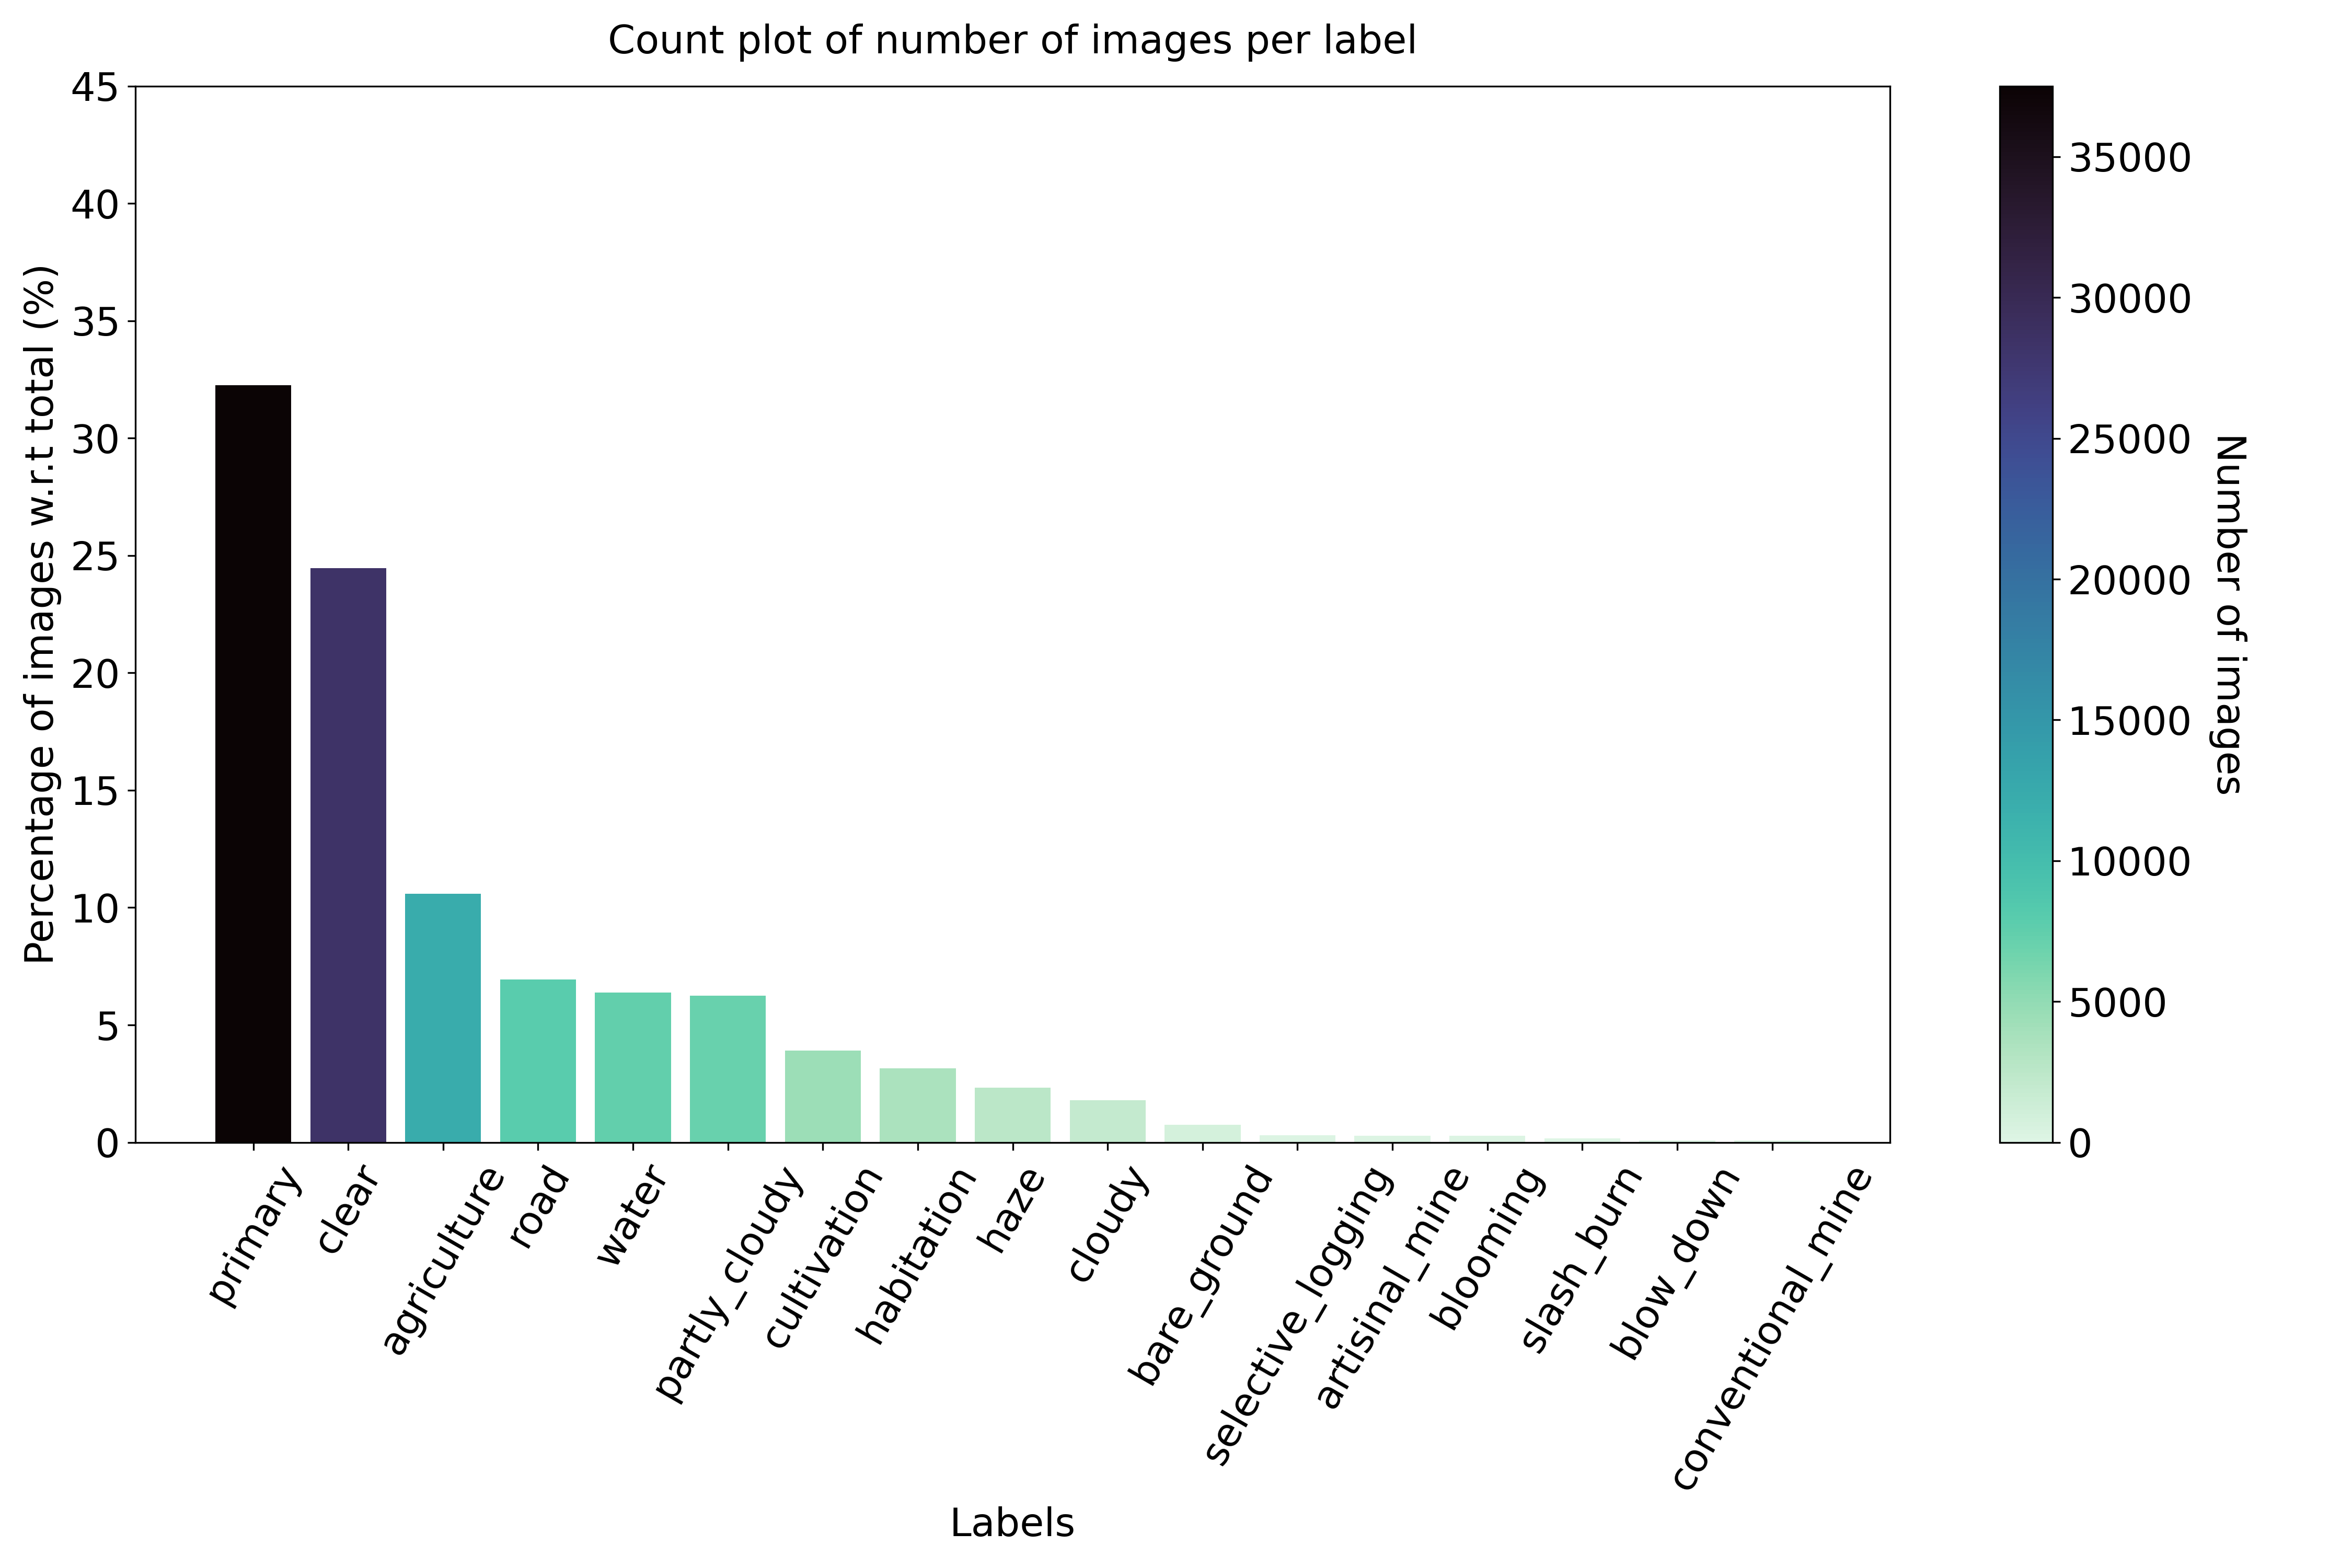 Count plot of number of images per label
Percentage of images w.r.t total (%)
45
40
35
30
25
20
15
10
5
0
primary
clear
agriculture
road
water
partly_cloudy
cultivation
habitation
haze
cloudy
bare_ground
selective_logging
artisinal_mine
blooming
slash_burn
blow_down
conventional_mine
Labels
35000
30000
25000
20000
15000
10000
5000
0
Number of images